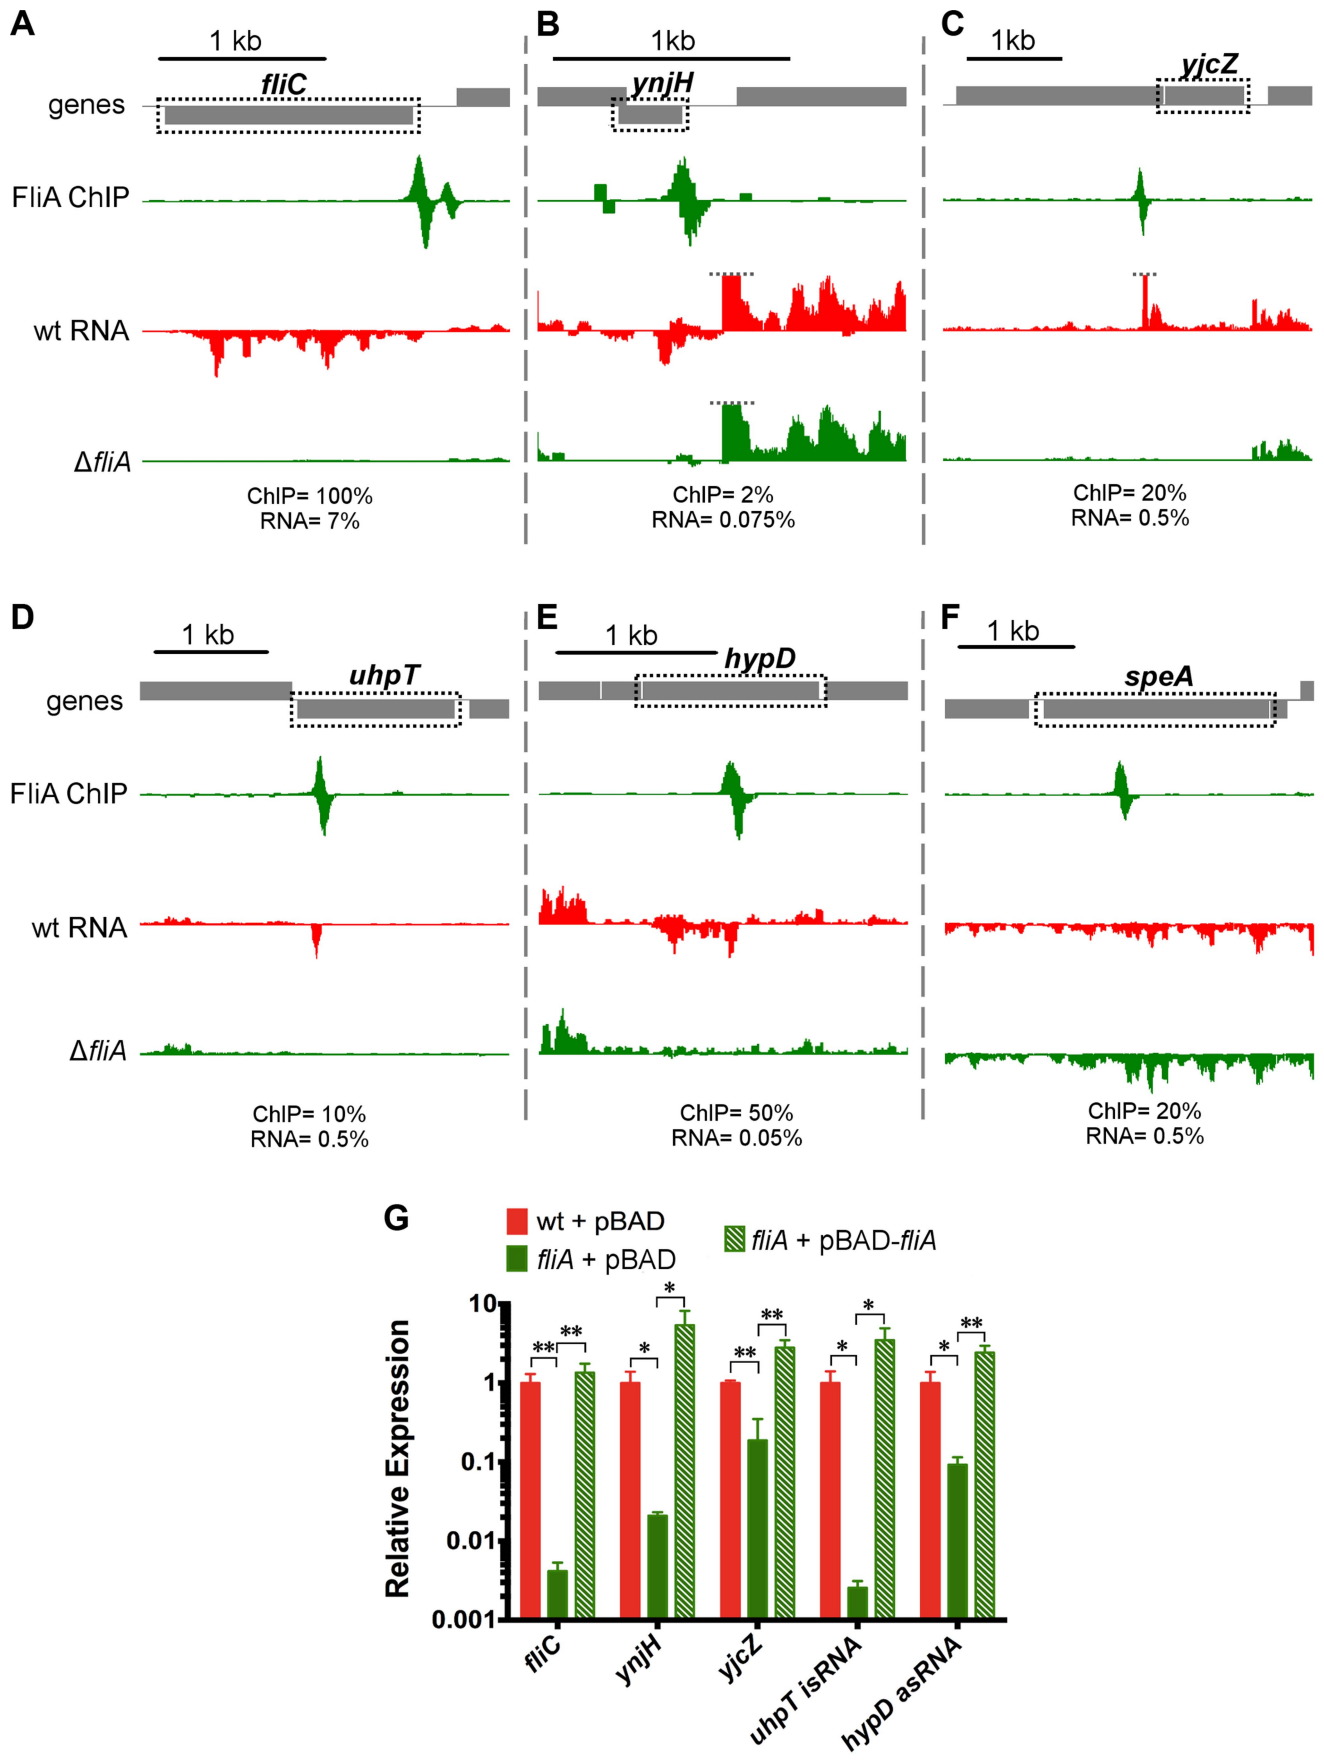 A
B
C
1 kb
1kb
1kb
fliC
ynjH
yjcZ
genes
FliA ChIP
wt RNA
ΔfliA
ChIP= 100%
RNA= 7%
ChIP= 2%
RNA= 0.075%
ChIP= 20%
RNA= 0.5%
D
E
F
1 kb
1 kb
1 kb
uhpT
hypD
speA
genes
FliA ChIP
wt RNA
ΔfliA
ChIP= 10%
RNA= 0.5%
ChIP= 50%
RNA= 0.05%
ChIP= 20%
RNA= 0.5%
G
wt + pBAD
fliA + pBAD
fliA + pBAD-fliA
Relative Expression
10
1
0.1
0.01
0.001
** **
* *
** **
* *
* **
fliC
ynjH
yjcZ
uhpT isRNA
hypD asRNA